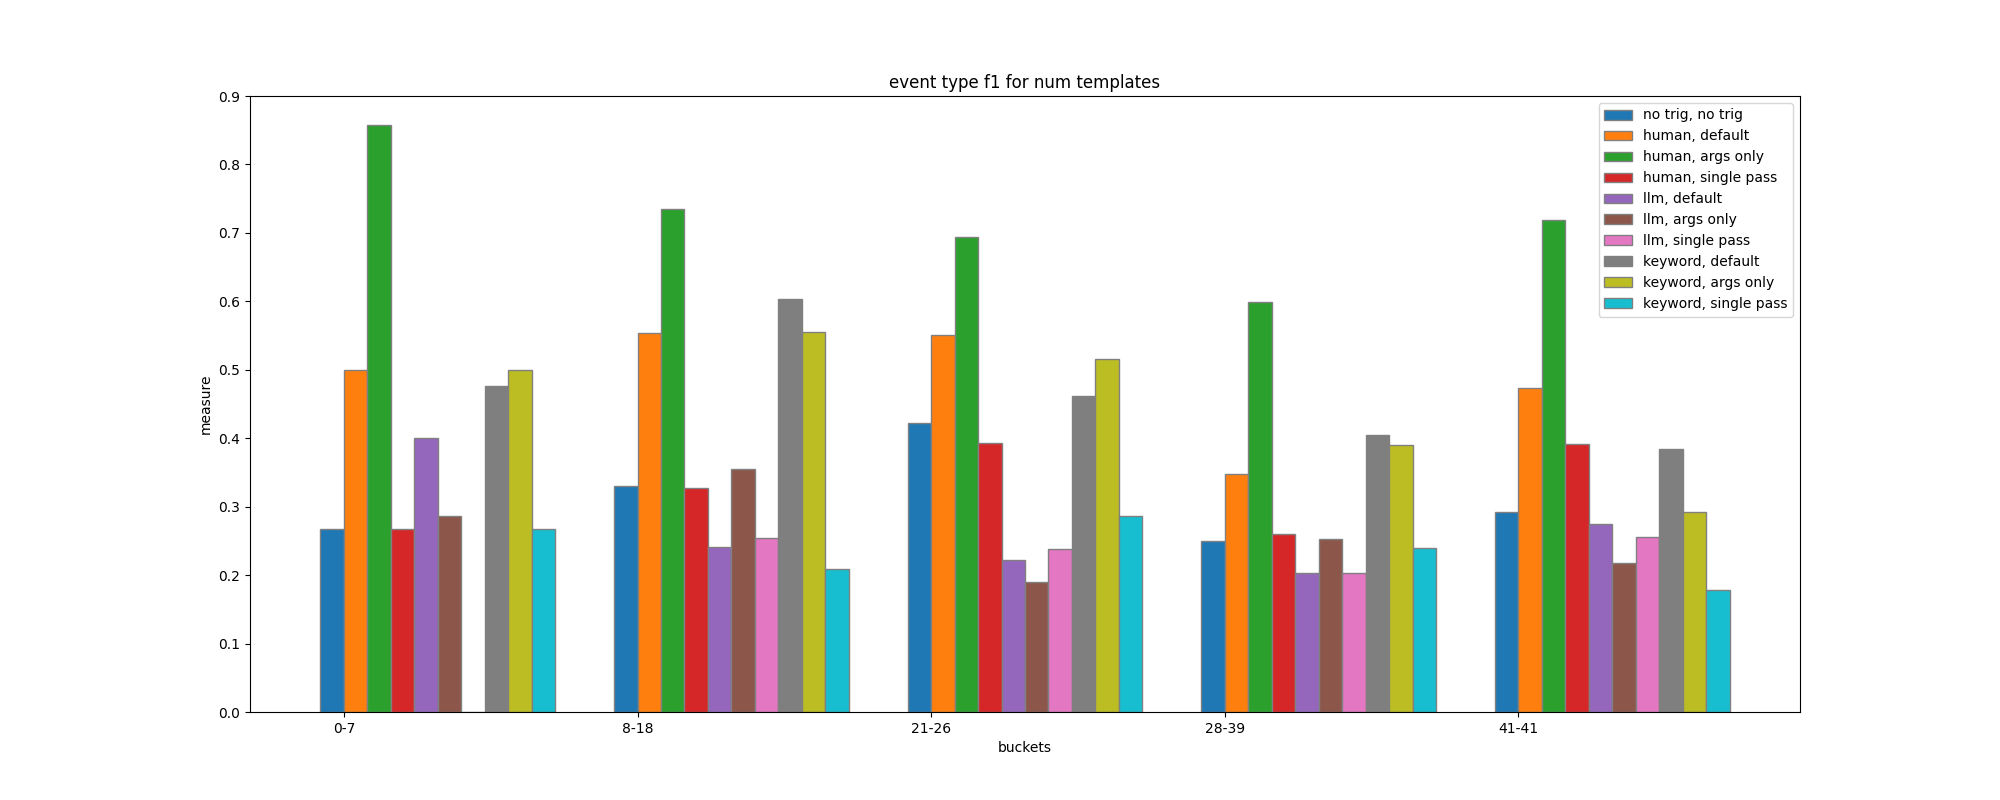 event type f1 for num templates
0.9
0.8
0.7
0.6
0.5
0.4
0.3
0.2
0.1
0.0
measure
no trig, no trig
human, default
human, args only
human, single pass
llm, default
llm, args only
llm, single pass
keyword, default
keyword, args only
keyword, single pass
0-7 8-18 21-26 28-39 41-41
buckets